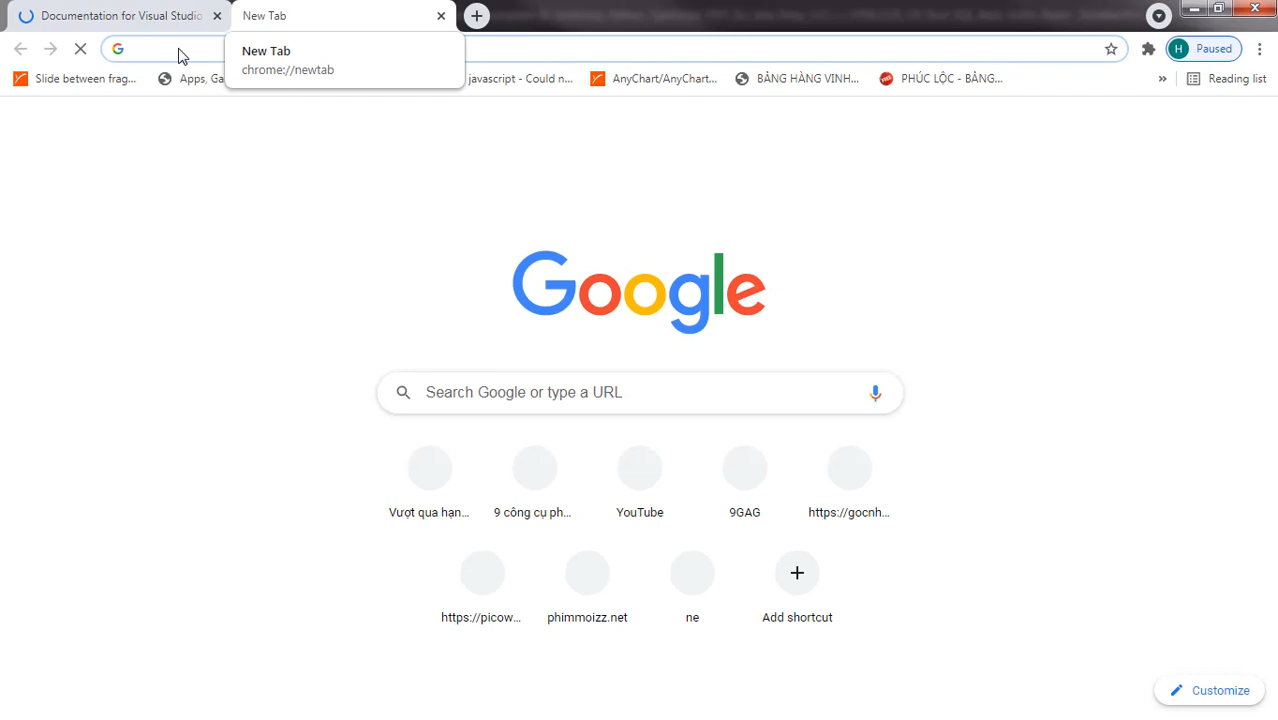 Documentation for Visual Studio
New Tab
New Tab
chrome://newtab
H Paused
Slide between frag...
Apps, Ga
javascript - Could n...
AnyChart/AnyChart...
BẢNG HÀNG VINH...
PHÚC LỘC - BẢNG...
»
Reading list
Google
Search Google or type a URL
Vượt qua hạn...
9 công cụ ph...
YouTube
9GAG
https://gocnh...
https://picow...
phimmoizz.net
ne
Add shortcut
Customize